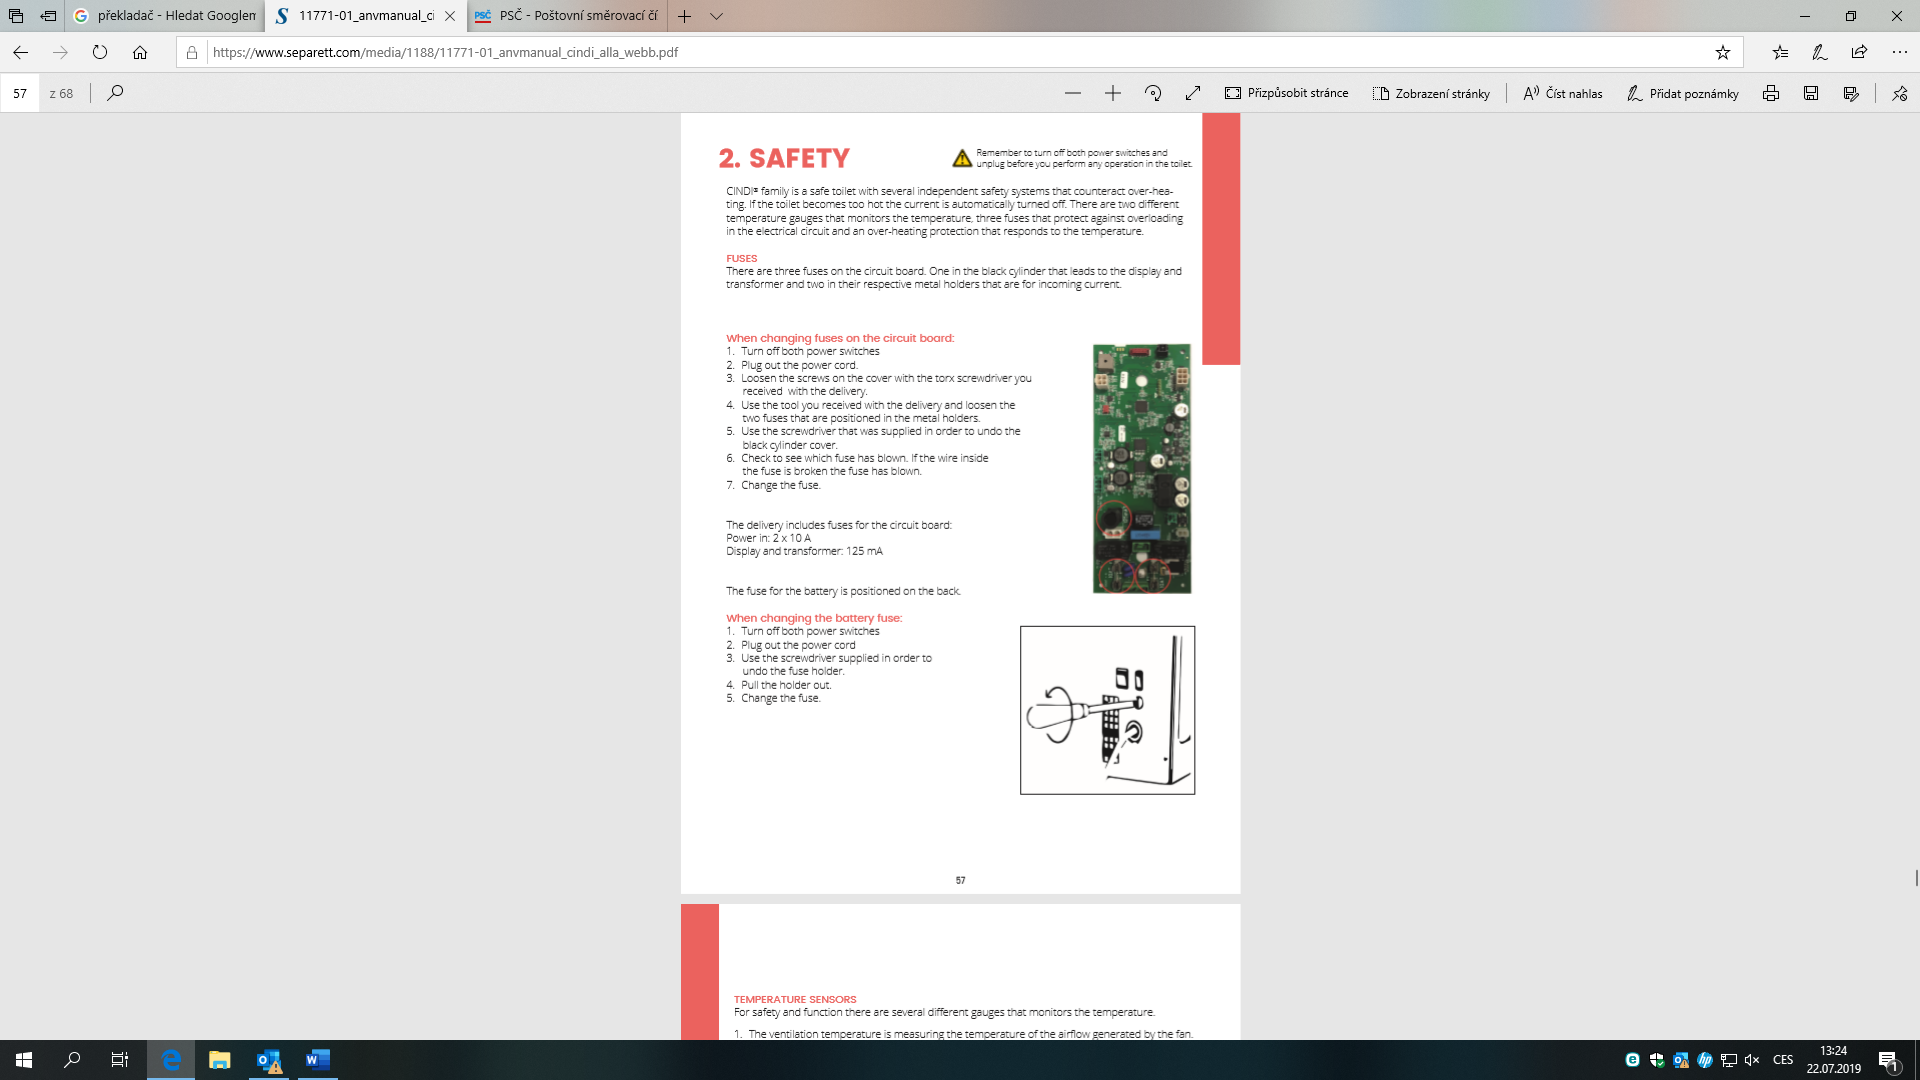 překladač - Hledat Googlem
11771-01_anvmanual_ci
PSČ - Poštovní směrovací čí
https://www.separett.com/media/1188/11771-01_anvmanual_cindi_alla_webb.pdf
57 z 68
Přizpůsobit stránce
Zobrazení stránky
Číst nahlas
Přidat poznámky
2. SAFETY
Remember to turn off both power switches and
unplug before you perform any operation in the toilet.
CINDI® family is a safe toilet with several independent safety systems that counteract over-hea-
ting. If the toilet becomes too hot the current is automatically turned off. There are two different
temperature gauges that monitors the temperature, three fuses that protect against overloading
in the electrical circuit and an over-heating protection that responds to the temperature.
FUSES
There are three fuses on the circuit board. One in the black cylinder that leads to the display and
transformer and two in their respective metal holders that are for incoming current.
When changing fuses on the circuit board:
1. Turn off both power switches
2. Plug out the power cord.
3. Loosen the screws on the cover with the torx screwdriver you
received with the delivery.
4. Use the tool you received with the delivery and loosen the
two fuses that are positioned in the metal holders.
5. Use the screwdriver that was supplied in order to undo the
black cylinder cover.
6. Check to see which fuse has blown. If the wire inside
the fuse is broken the fuse has blown.
7. Change the fuse.
The delivery includes fuses for the circuit board:
Power in: 2 x 10 A
Display and transformer: 125 mA
The fuse for the battery is positioned on the back.
When changing the battery fuse:
1. Turn off both power switches
2. Plug out the power cord
3. Use the screwdriver supplied in order to
undo the fuse holder.
4. Pull the holder out.
5. Change the fuse.
57
TEMPERATURE SENSORS
For safety and function there are several different gauges that monitors the temperature.
1. The ventilation temperature is measuring the temperature of the airflow generated by the fan.
CES
13:24
22.07.2019
1